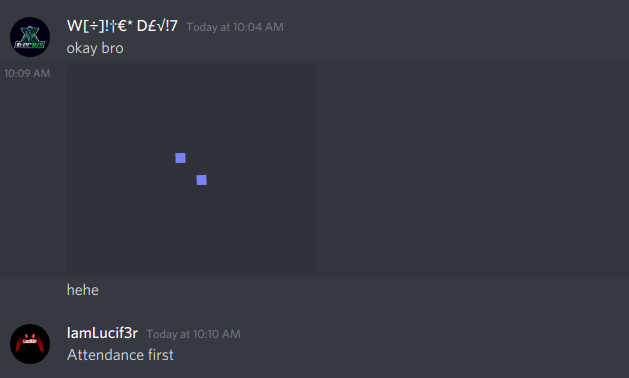 W[÷]!†€* D£√!7 Today at 10:04 AM
okay bro
10:09 AM
hehe
IamLucif3r Today at 10:10 AM
Attendance first